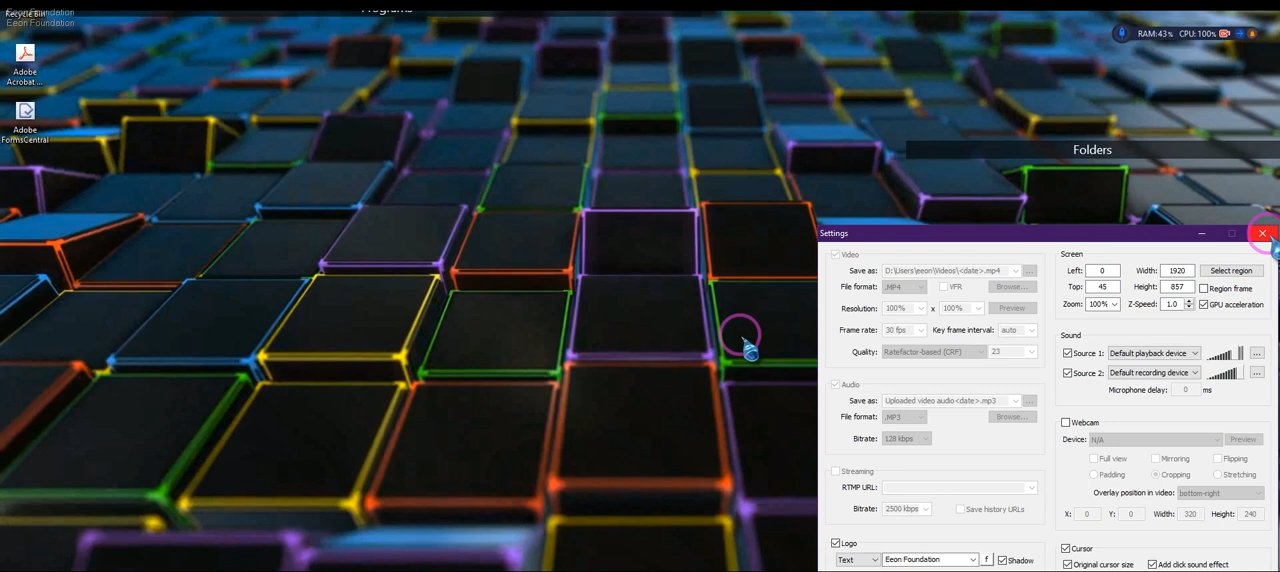 Programs
Eeon Foundation
Recycle Bin
Eeon Foundation
RAM:43% CPU: 100%
Adobe
Acrobat ...
Adobe
FormsCentral
Folders
Settings
Video
Save as: D:\Users\eeon\Videos\<date>.mp4 ...
File format: .MP4 VFR Browse...
Resolution: 100% x 100% Preview
Frame rate: 30 fps Key frame interval: auto
Quality: Ratefactor-based (CRF) 23
Audio
Save as: Uploaded video audio<date>.mp3 ...
File format: .MP3 Browse...
Bitrate: 128 kbps
Streaming
RTMP URL:
Bitrate: 2500 kbps Save history URLs
Logo
Text Eeon Foundation f Shadow
Screen
Left: 0 Width: 1920 Select region
Top: 45 Height: 857 Region frame
Zoom: 100% Z-Speed: 1.0 GPU acceleration
Sound
Source 1: Default playback device ...
Source 2: Default recording device ...
Microphone delay: 0 ms
Webcam
Device: N/A Preview
Full view Mirroring Flipping
Padding Cropping Stretching
Overlay position in video: bottom-right
X: 0 Y: 0 Width: 320 Height: 240
Cursor
Original cursor size Add click sound effect